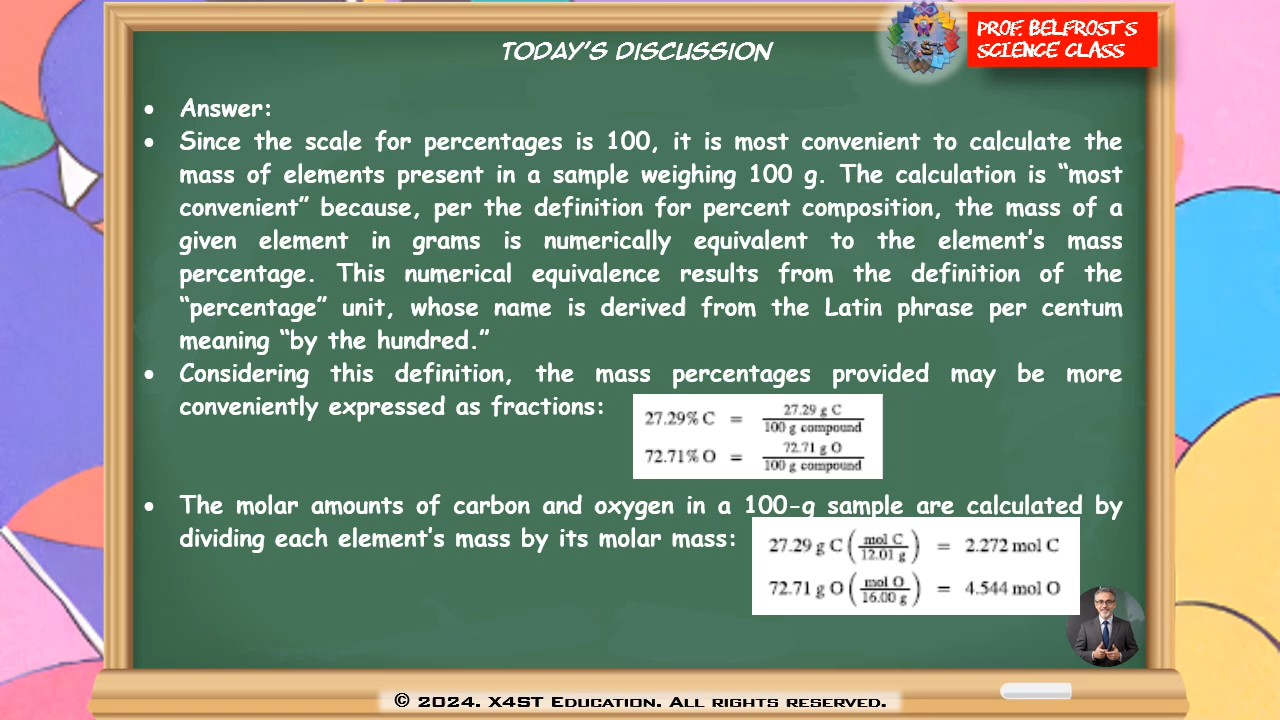 TODAY'S DISCUSSION
X4ST
PROF. BELFROST'S
SCIENCE CLASS
• Answer:
• Since the scale for percentages is 100, it is most convenient to calculate the
mass of elements present in a sample weighing 100 g. The calculation is “most
convenient” because, per the definition for percent composition, the mass of a
given element in grams is numerically equivalent to the element's mass
percentage. This numerical equivalence results from the definition of the
“percentage” unit, whose name is derived from the Latin phrase per centum
meaning “by the hundred.”
• Considering this definition, the mass percentages provided may be more
conveniently expressed as fractions:
27.29% C = 27.29 g C / 100 g compound
72.71% O = 72.71 g O / 100 g compound
• The molar amounts of carbon and oxygen in a 100-g sample are calculated by
dividing each element's mass by its molar mass:
27.29 g C (mol C / 12.01 g) = 2.272 mol C
72.71 g O (mol O / 16.00 g) = 4.544 mol O
© 2024. X4ST Education. All rights reserved.